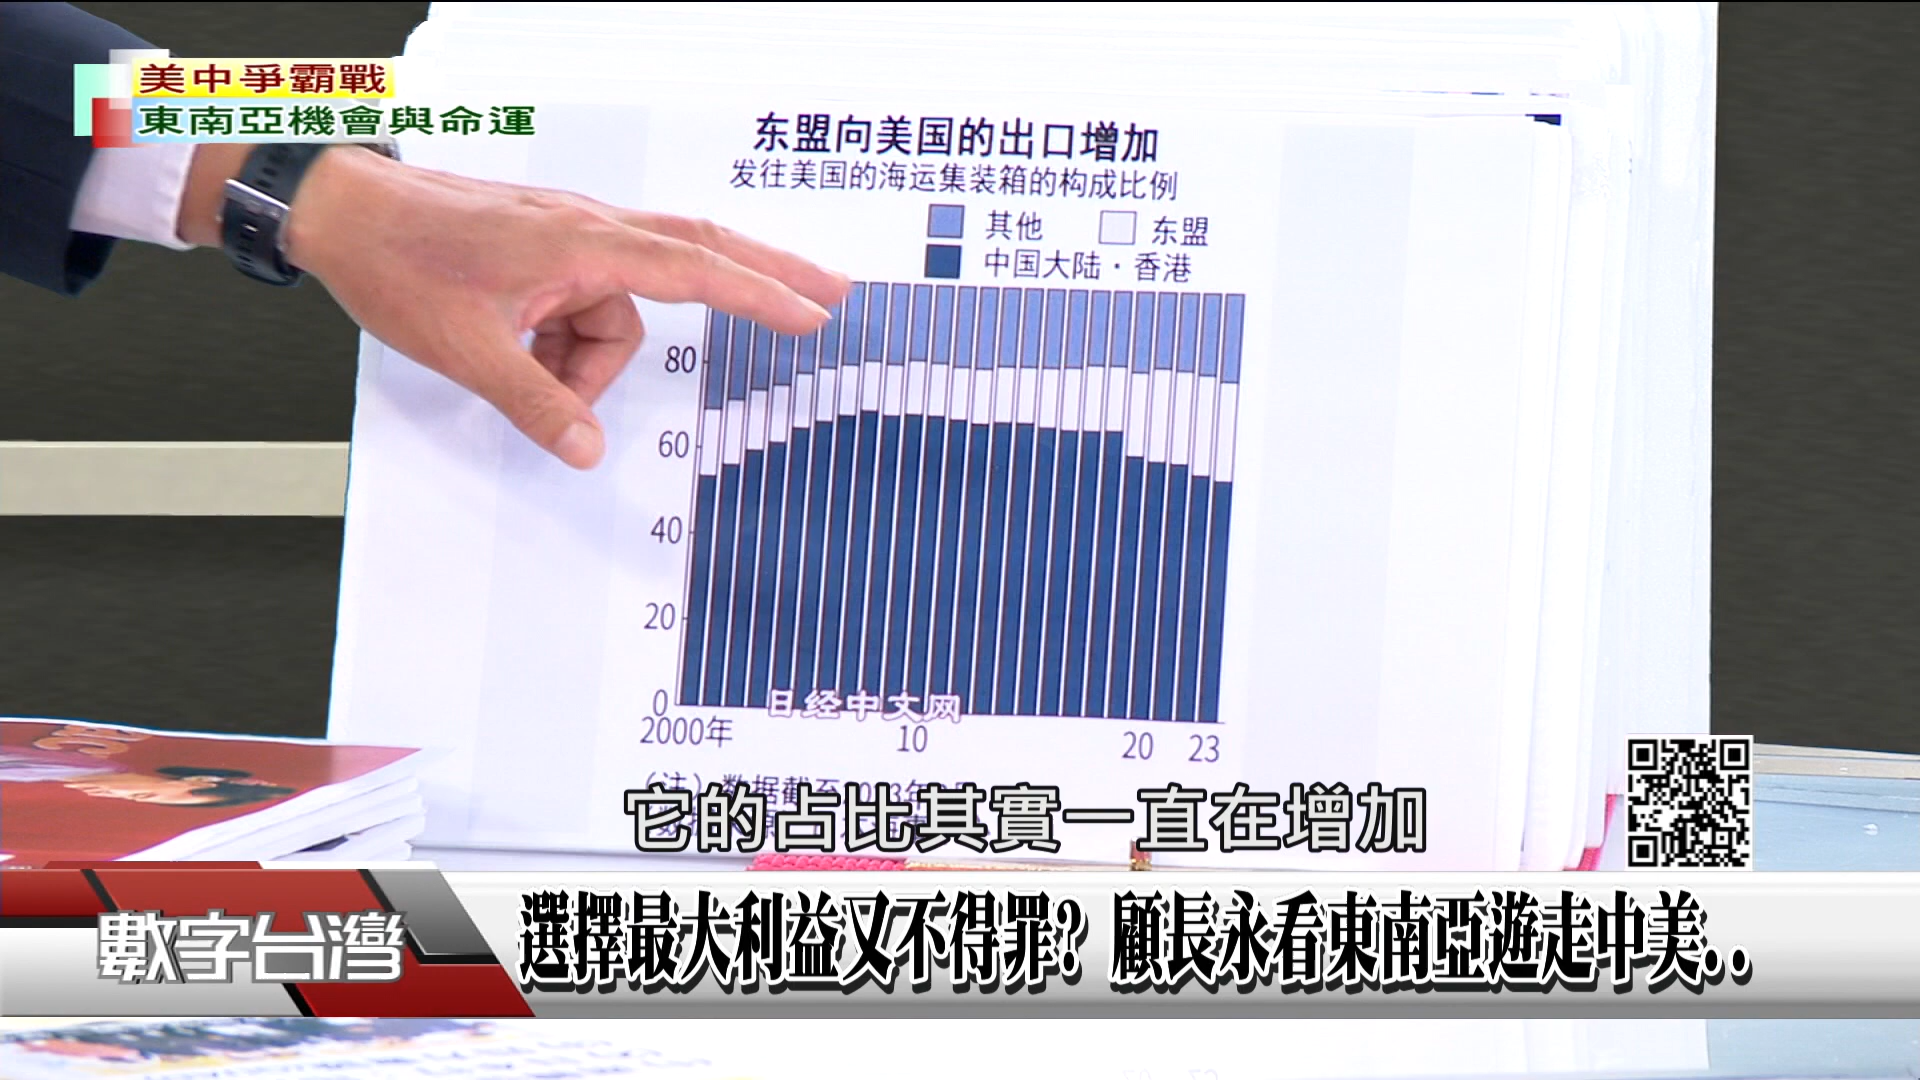 美中爭霸戰
東南亞機會與命運
东盟向美国的出口增加
发往美国的海运集装箱的构成比例
其他 东盟
中国大陆·香港
80
60
40
20
0
日经中文网
2000年 10 20 23
（注）数据截至
它的占比其實一直在增加
數字台灣
選擇最大利益又不得罪? 顧長永看東南亞遊走中美..